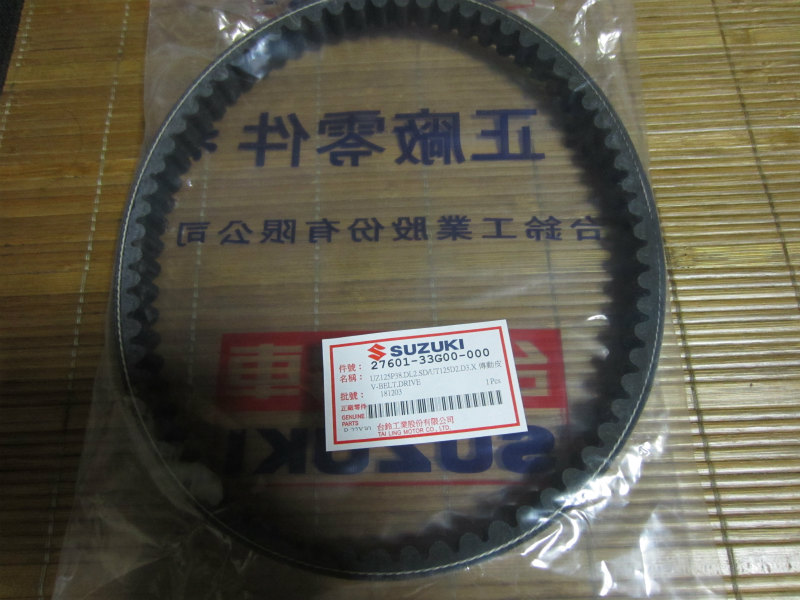 正廠零件
台鈴工業股份有限公司
車
SUZUKI
SUZUKI
件號： 27601-33G00-000
名稱： UZ125P38,DL2,SD/UT125D2,D3,X 傳動皮
V-BELT,DRIVE 1 Pcs
批號： 181203
正廠零件
GENUINE
PARTS
台鈴工業股份有限公司
TAI LING MOTOR CO., LTD.